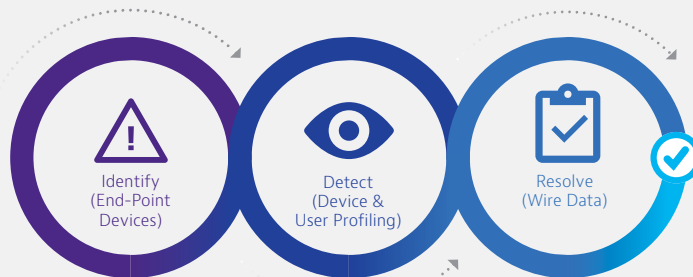 Identify
(End-Point
Devices)
Detect
(Device &
User Profiling)
Resolve
(Wire Data)